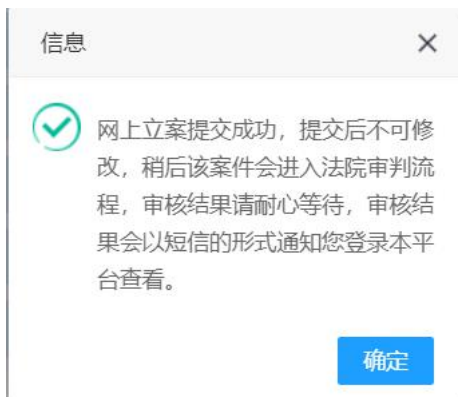 信息
网上立案提交成功，提交后不可修
改，稍后该案件会进入法院审判流
程，审核结果请耐心等待，审核结
果会以短信的形式通知您登录本平
台查看。
确定